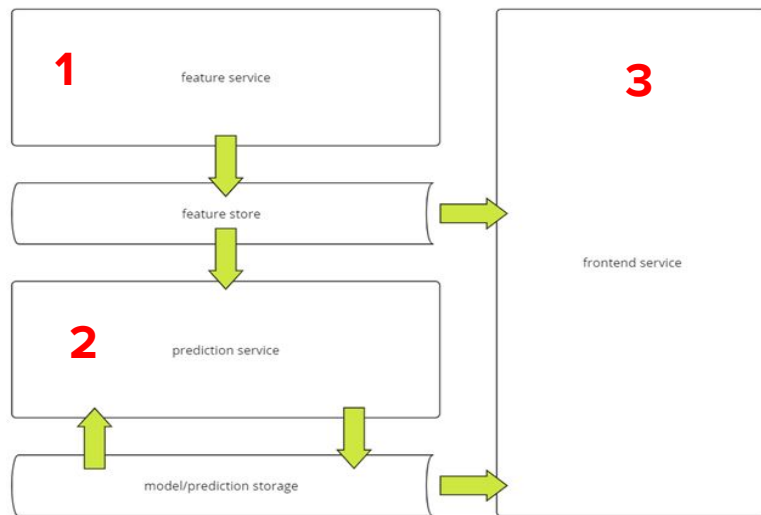 1
feature service
3
feature store
frontend service
2
prediction service
model/prediction storage